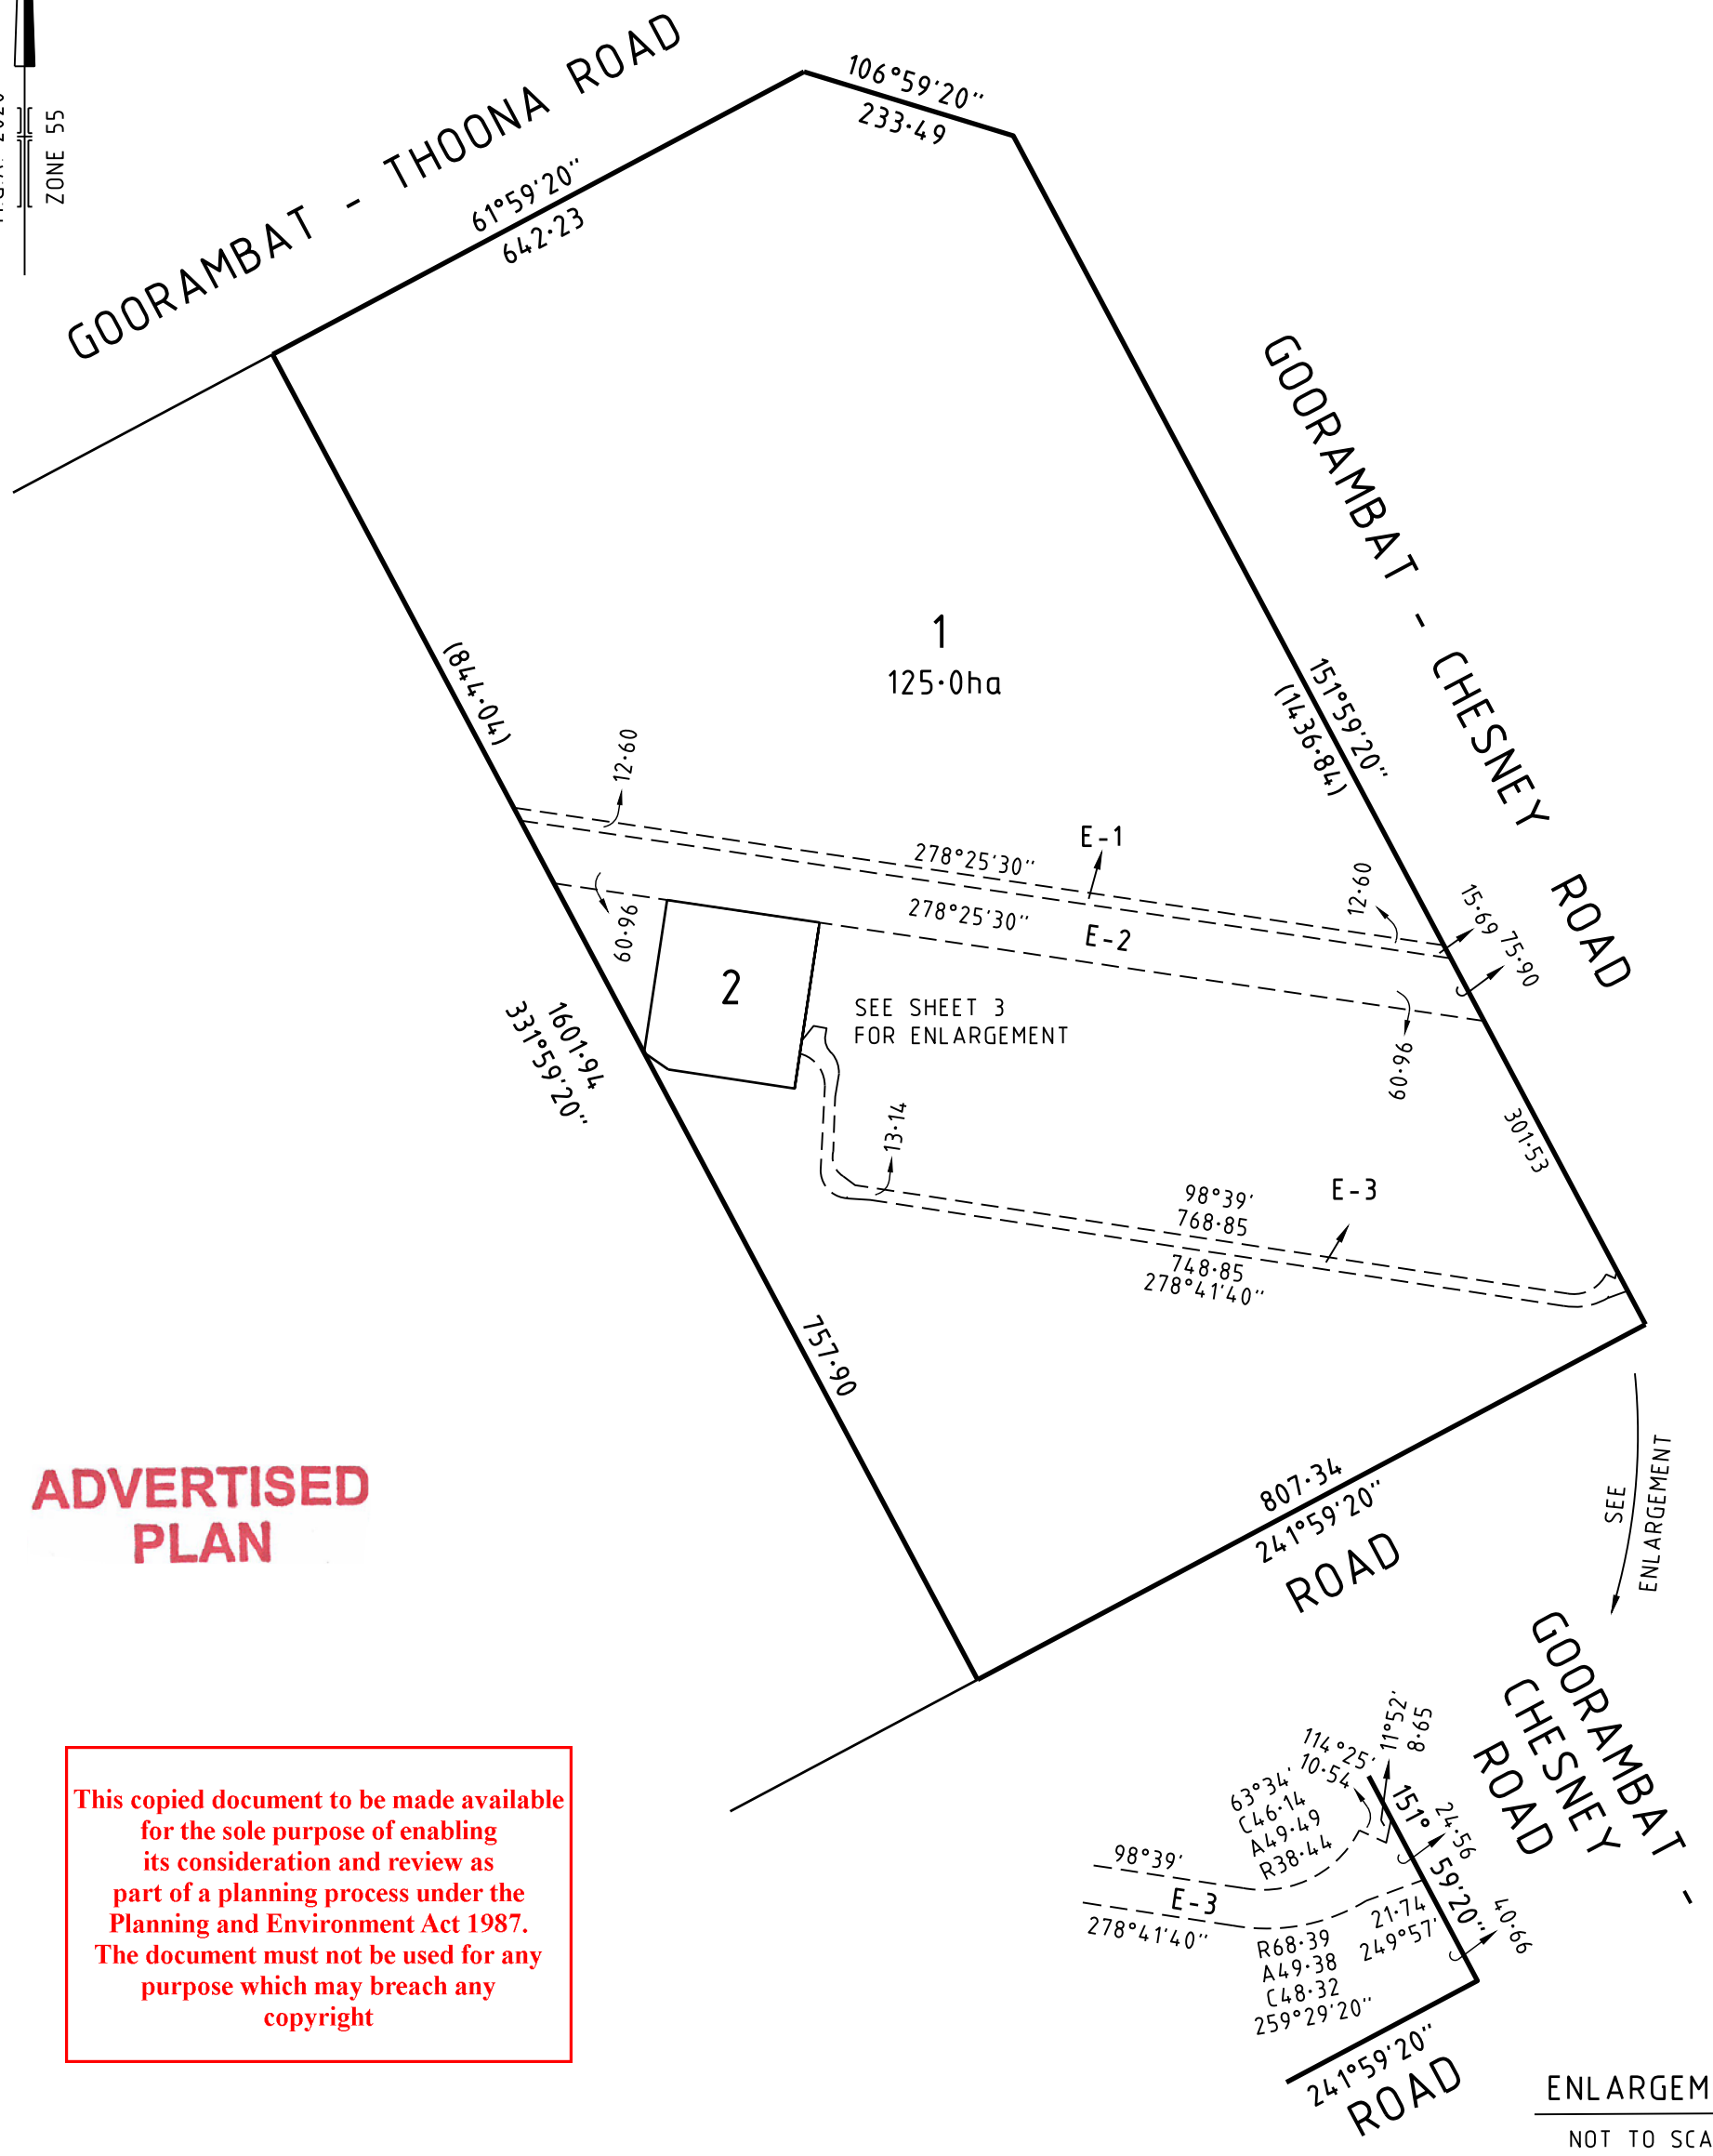 ZONE 55
GOORAMBAT - THOONA ROAD
61°59'20"
642·23
106°59'20"
233·49
GOORAMBAT - CHESNEY ROAD
151°59'20"
(1436·84)
1
125·0ha
(844·04)
12·60
278°25'30"
E-1
12·60
15·69
75·90
60·96
278°25'30"
E-2
2
SEE SHEET 3
FOR ENLARGEMENT
60·96
1601·94
331°59'20"
13·14
301·53
98°39'
768·85
E-3
748·85
278°41'40"
757·90
807·34
241°59'20"
ROAD
SEE
ENLARGEMENT
ADVERTISED
PLAN
This copied document to be made available
for the sole purpose of enabling
its consideration and review as
part of a planning process under the
Planning and Environment Act 1987.
The document must not be used for any
purpose which may breach any
copyright
GOORAMBAT -
CHESNEY
ROAD
11°52'
8·65
114°25'
10·54
63°34'
C46·14
A49·49
R38·44
151°
59'20"
24·56
98°39'
E-3
278°41'40"
21·74
249°57'
40·66
R68·39
A49·38
C48·32
259°29'20"
241°59'20"
ROAD
ENLARGEM
NOT TO SCA